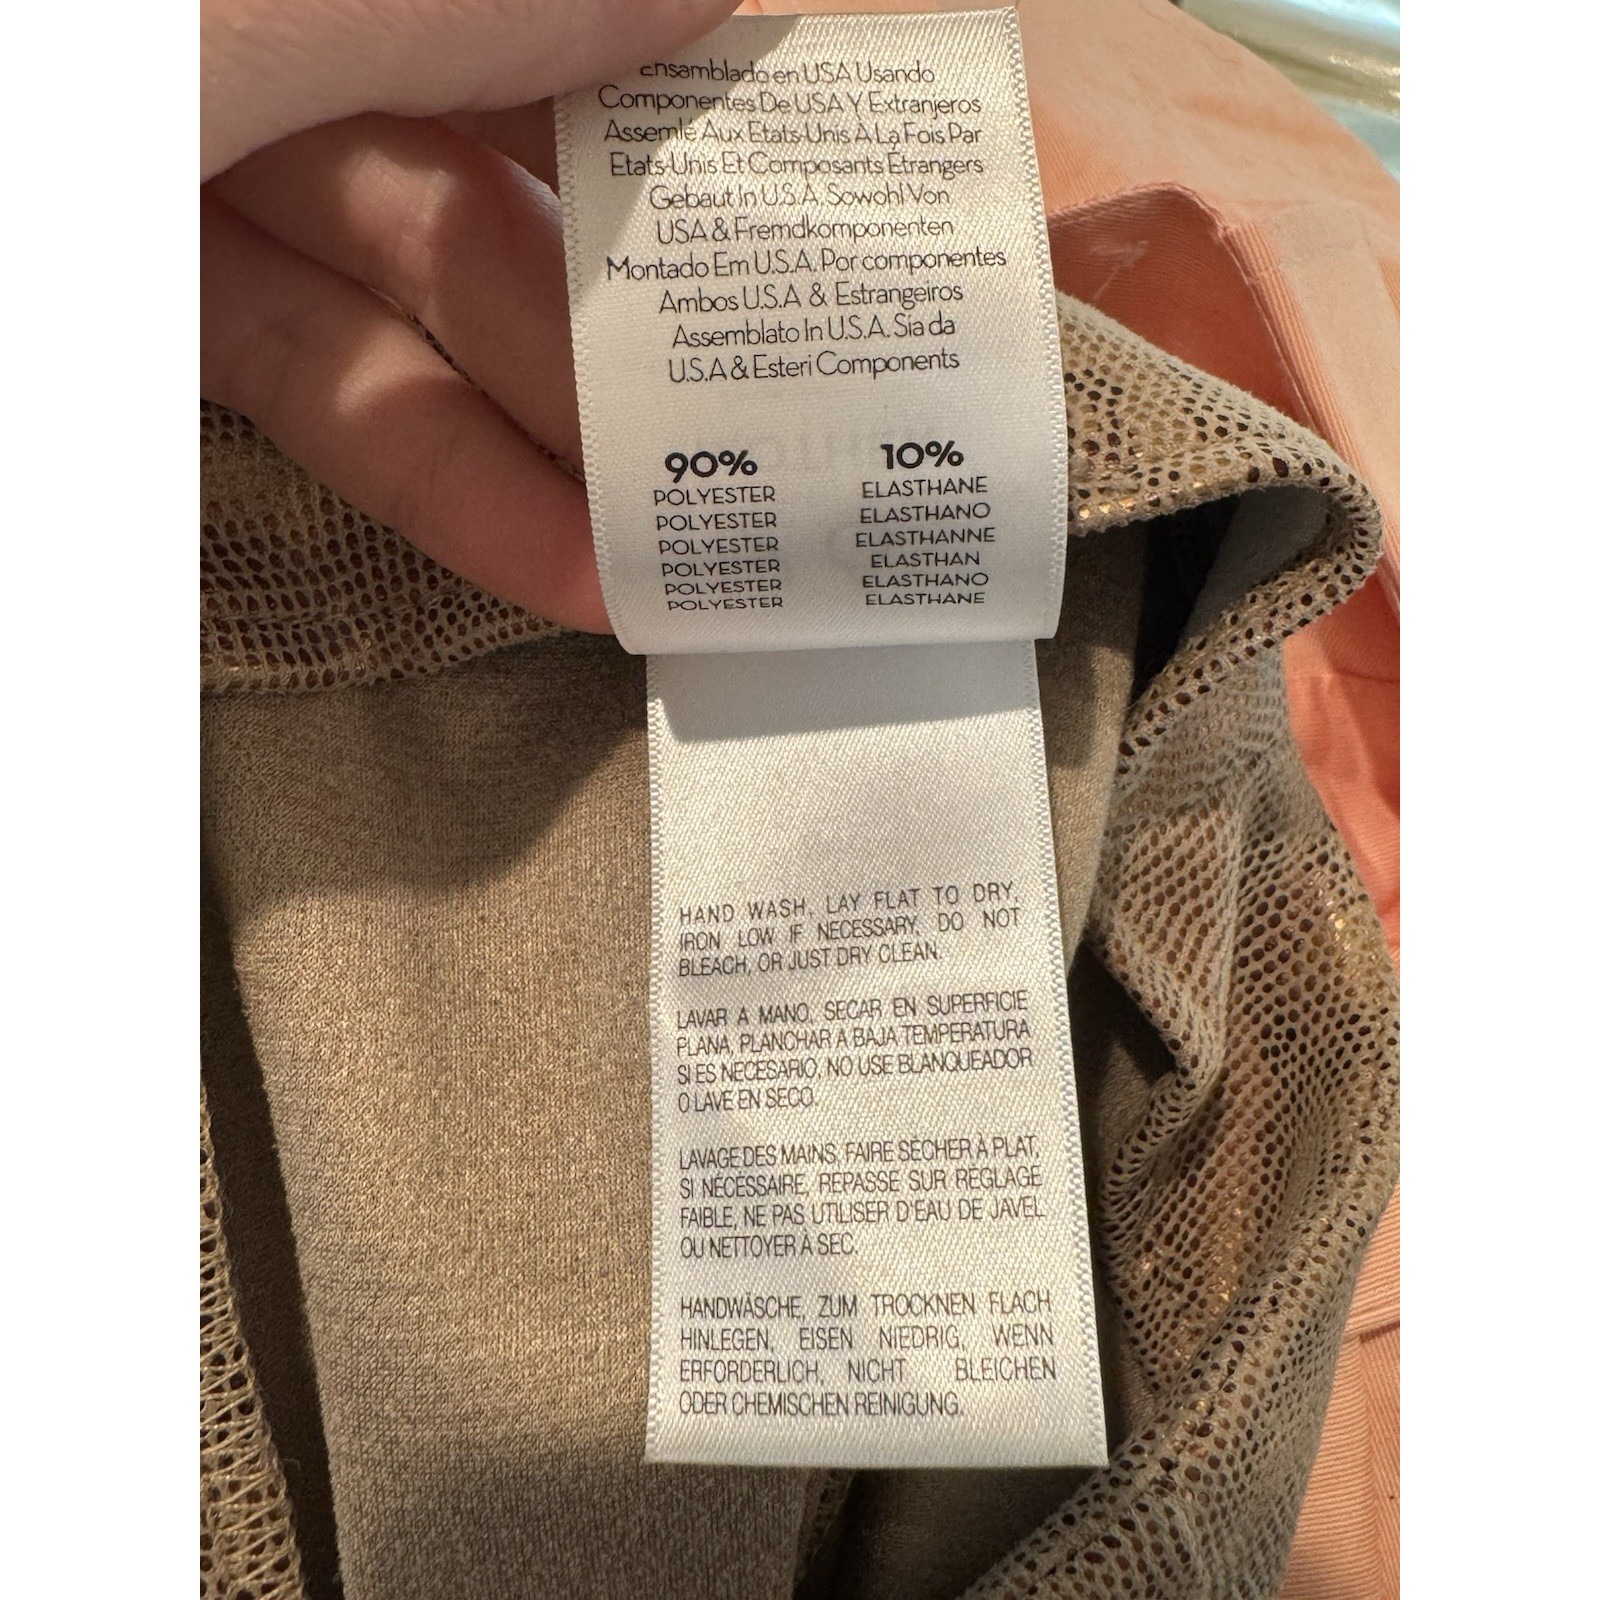 Ensamblado en USA Usando
Componentes De USA Y Extranjeros
Assemlé Aux Etats-Unis À La Fois Par
Etats-Unis Et Composants Étrangers
Gebaut In U.S.A. Sowohl Von
USA & Fremdkomponenten
Montado Em U.S.A. Por componentes
Ambos U.S.A & Estrangeiros
Assemblato In U.S.A. Sia da
U.S.A & Esteri Components
90% 10%
POLYESTER ELASTHANE
POLYESTER ELASTHANO
POLYESTER ELASTHANNE
POLYESTER ELASTHAN
POLYESTER ELASTHANO
POLYESTER ELASTHANE
HAND WASH, LAY FLAT TO DRY,
IRON LOW IF NECESSARY, DO NOT
BLEACH, OR JUST DRY CLEAN.
LAVAR A MANO, SECAR EN SUPERFICIE
PLANA, PLANCHAR A BAJA TEMPERATURA
SI ES NECESARIO, NO USE BLANQUEADOR
O LAVE EN SECO.
LAVAGE DES MAINS, FAIRE SÉCHER À PLAT,
SI NÉCESSAIRE, REPASSE SUR RÉGLAGE
FAIBLE, NE PAS UTILISER D'EAU DE JAVEL
OU NETTOYER À SEC.
HANDWÄSCHE, ZUM TROCKNEN FLACH
HINLEGEN, EISEN NIEDRIG, WENN
ERFORDERLICH, NICHT BLEICHEN
ODER CHEMISCHEN REINIGUNG.